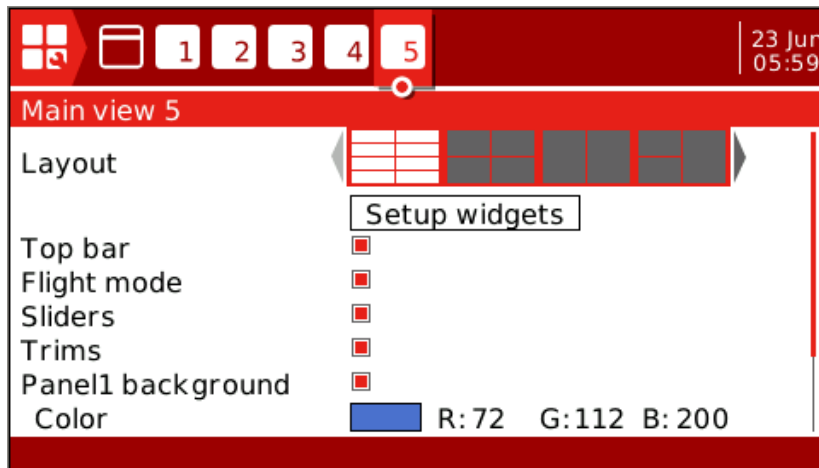 1 2 3 4 5
23 Jun
05:59
Main view 5
Layout
Setup widgets
Top bar
Flight mode
Sliders
Trims
Panel1 background
Color R: 72 G: 112 B: 200